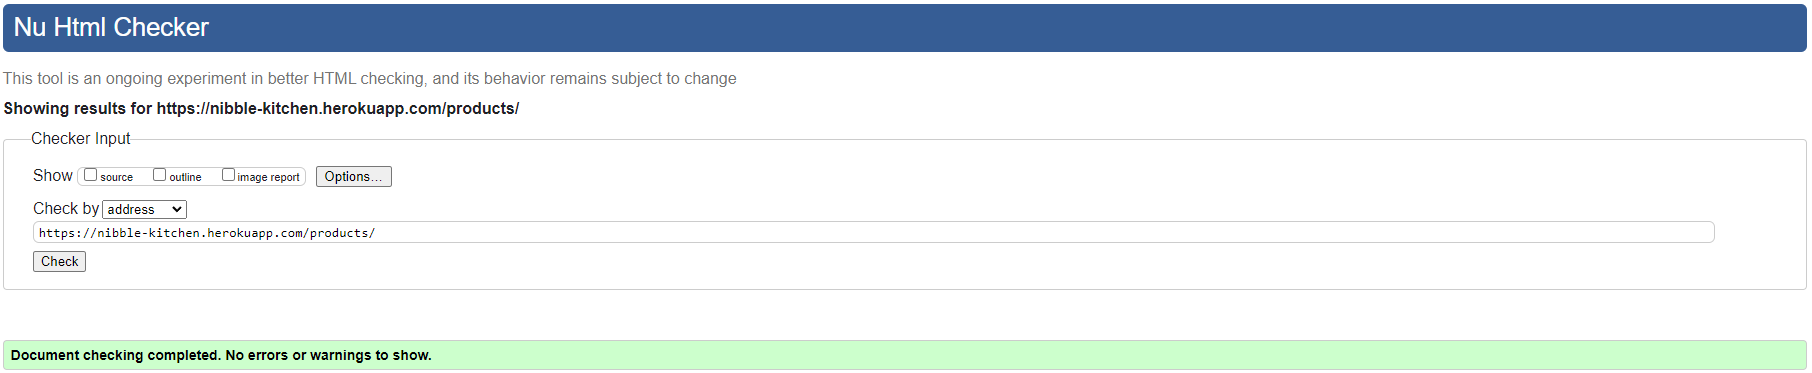 Nu Html Checker
This tool is an ongoing experiment in better HTML checking, and its behavior remains subject to change
Showing results for https://nibble-kitchen.herokuapp.com/products/
Checker Input
Show source outline image report Options...
Check by address
https://nibble-kitchen.herokuapp.com/products/
Check
Document checking completed. No errors or warnings to show.